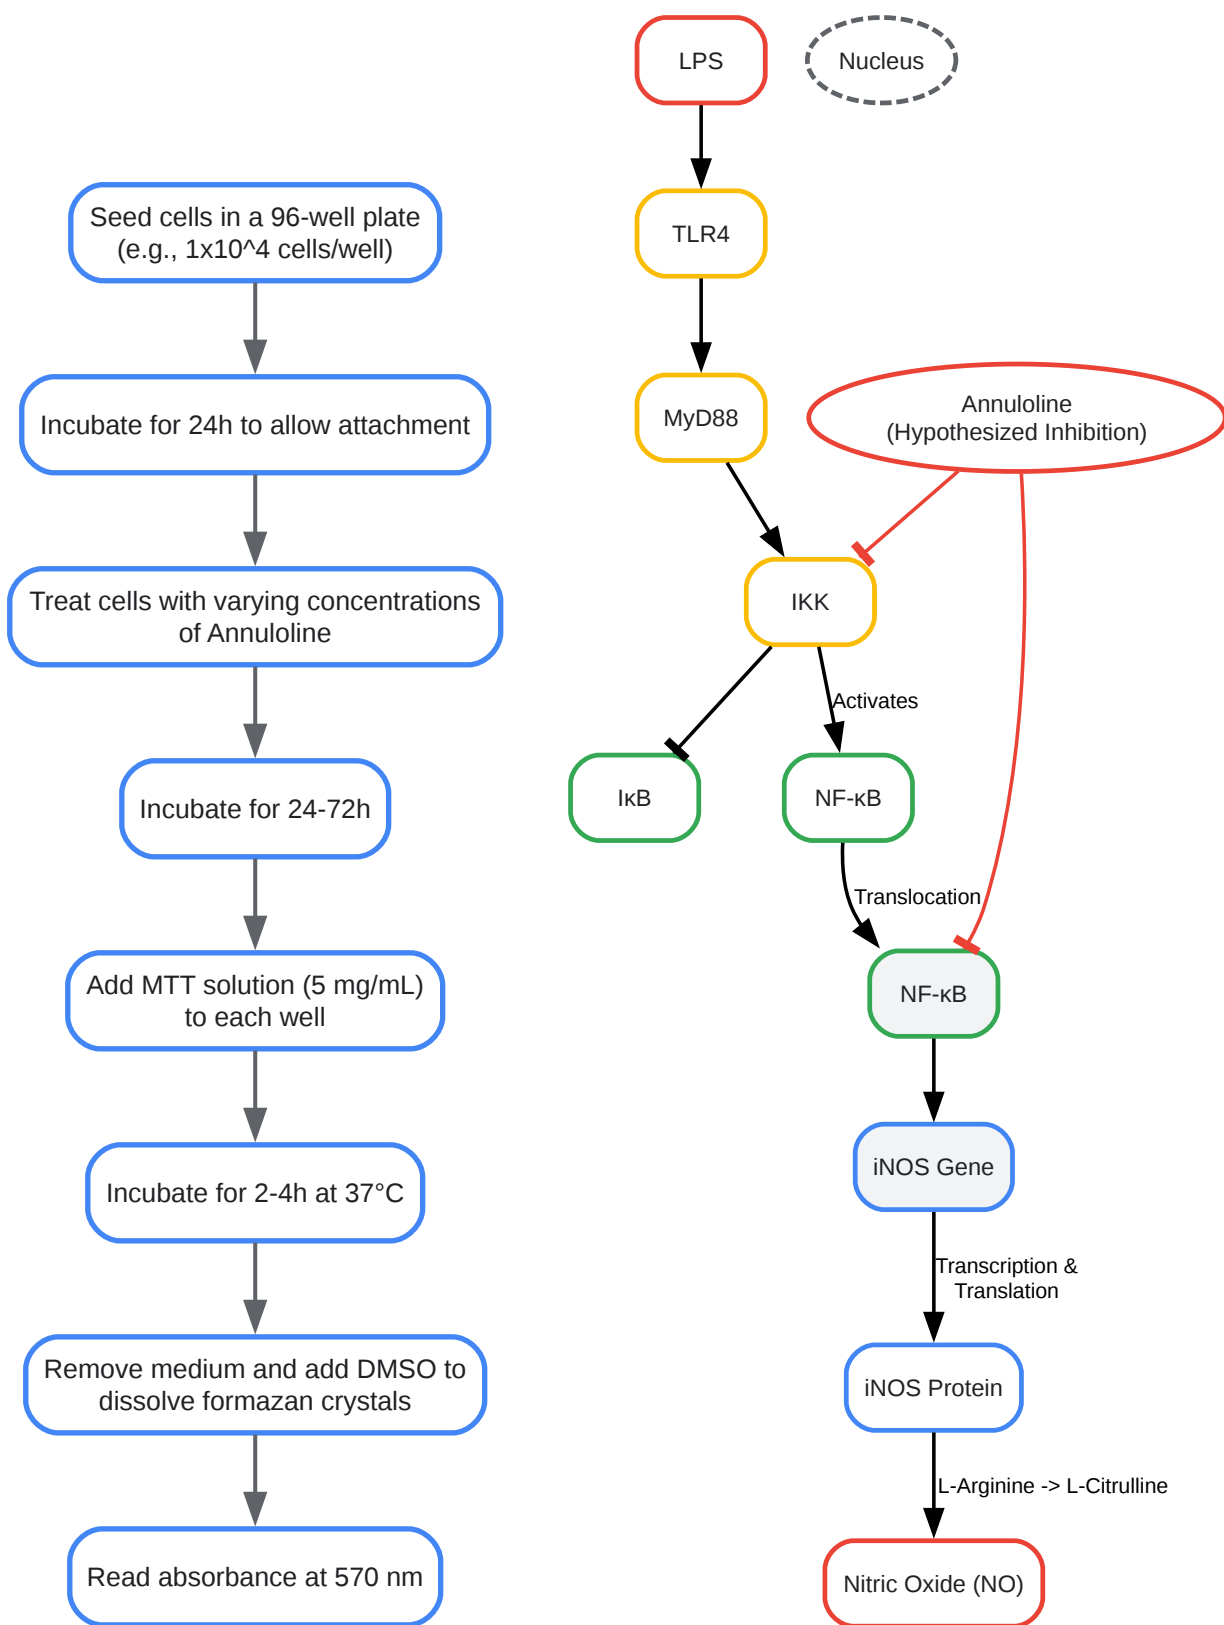 Seed cells in a 96-well plate
(e.g., 1x10^4 cells/well)
Incubate for 24h to allow attachment
Treat cells with varying concentrations
of Annuloline
Incubate for 24-72h
Add MTT solution (5 mg/mL)
to each well
Incubate for 2-4h at 37°C
Remove medium and add DMSO to
dissolve formazan crystals
Read absorbance at 570 nm
LPS
Nucleus
TLR4
MyD88
Annuloline
(Hypothesized Inhibition)
IKK
Activates
IκB
NF-κB
Translocation
NF-κB
iNOS Gene
Transcription &
Translation
iNOS Protein
L-Arginine -> L-Citrulline
Nitric Oxide (NO)